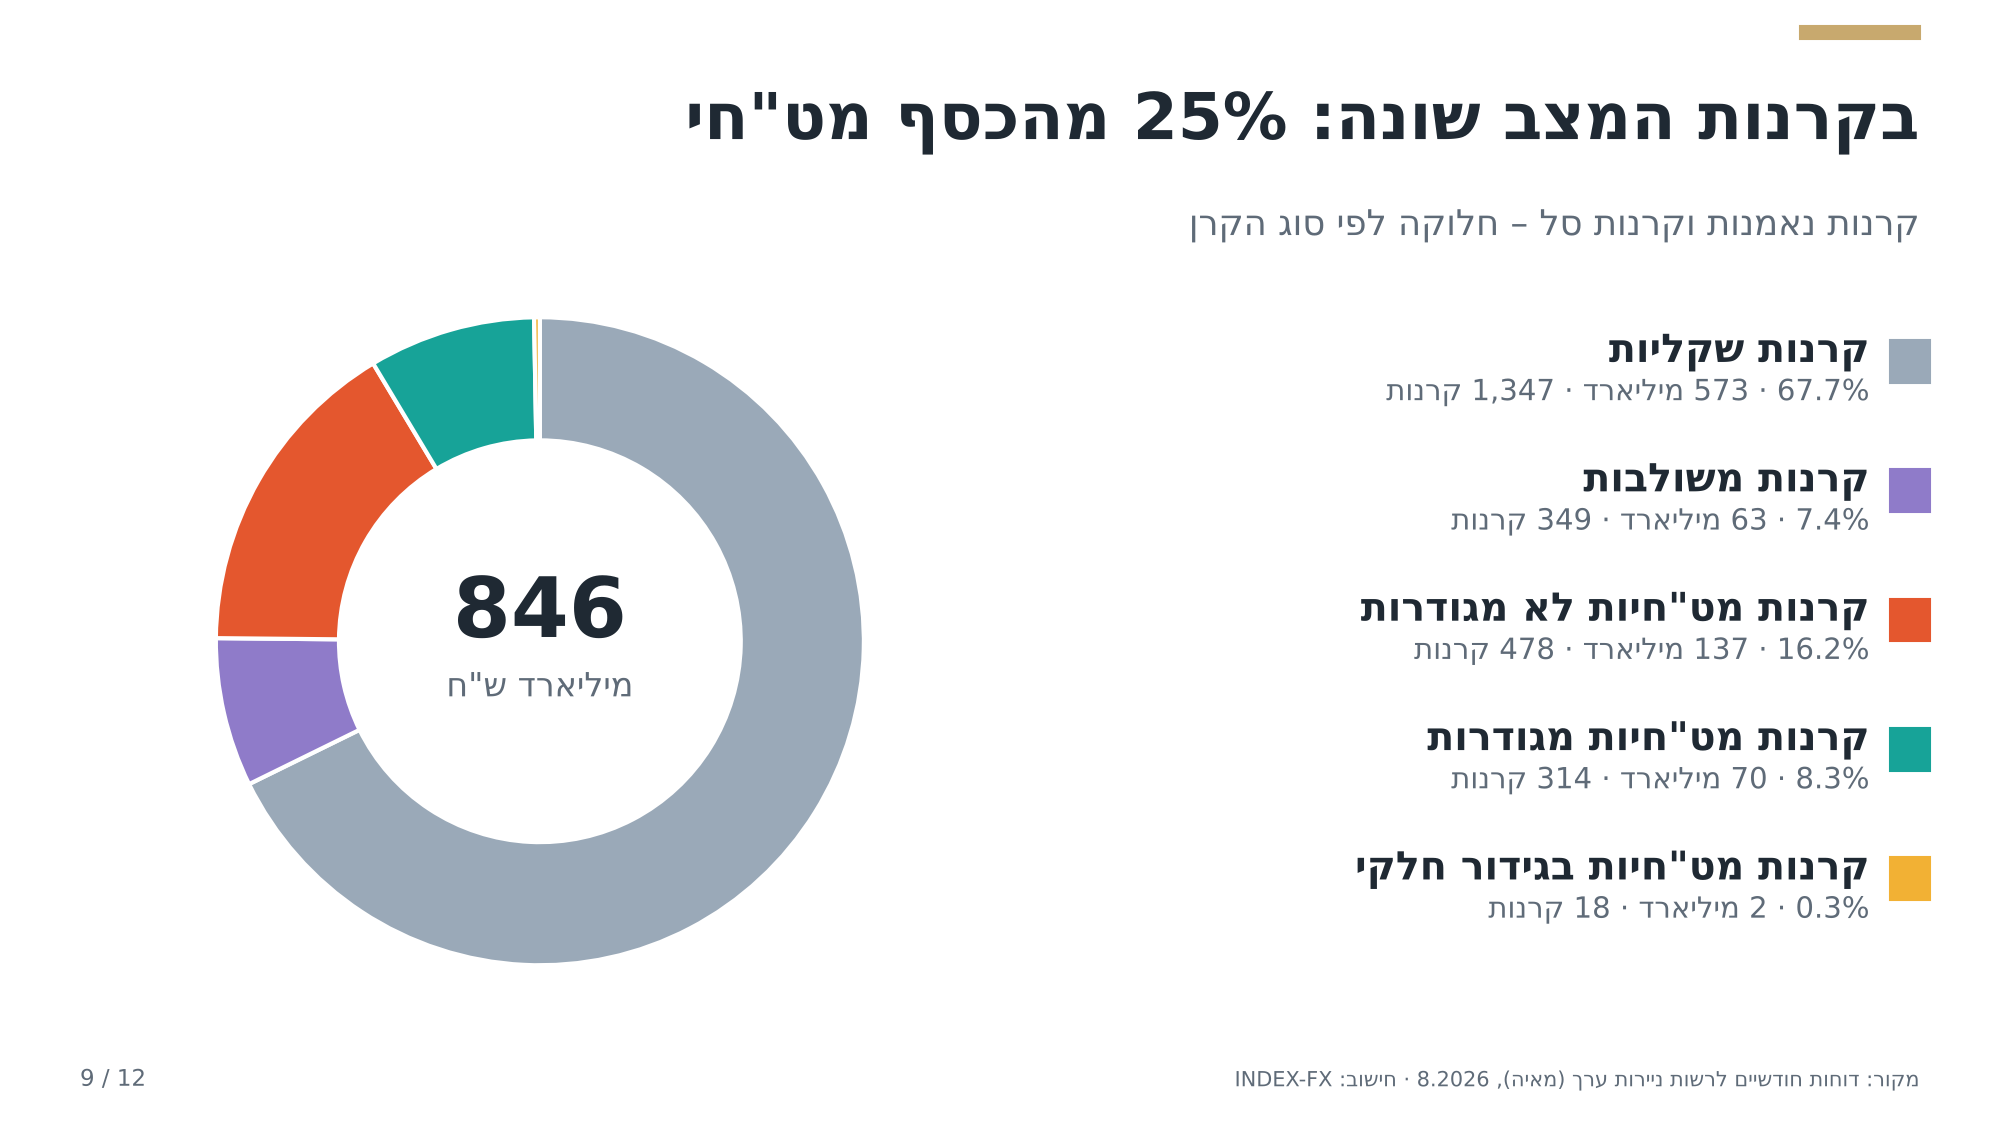 בקרנות המצב שונה: 25% מהכסף מט"חי
קרנות נאמנות וקרנות סל – חלוקה לפי סוג הקרן
קרנות שקליות
67.7% · 573 מיליארד · 1,347 קרנות
קרנות משולבות
7.4% · 63 מיליארד · 349 קרנות
קרנות מט"חיות לא מגודרות
16.2% · 137 מיליארד · 478 קרנות
קרנות מט"חיות מגודרות
8.3% · 70 מיליארד · 314 קרנות
קרנות מט"חיות בגידור חלקי
0.3% · 2 מיליארד · 18 קרנות
846
מיליארד ש"ח
מקור: דוחות חודשיים לרשות ניירות ערך (מאיה), 8.2026 · חישוב: INDEX-FX
9 / 12